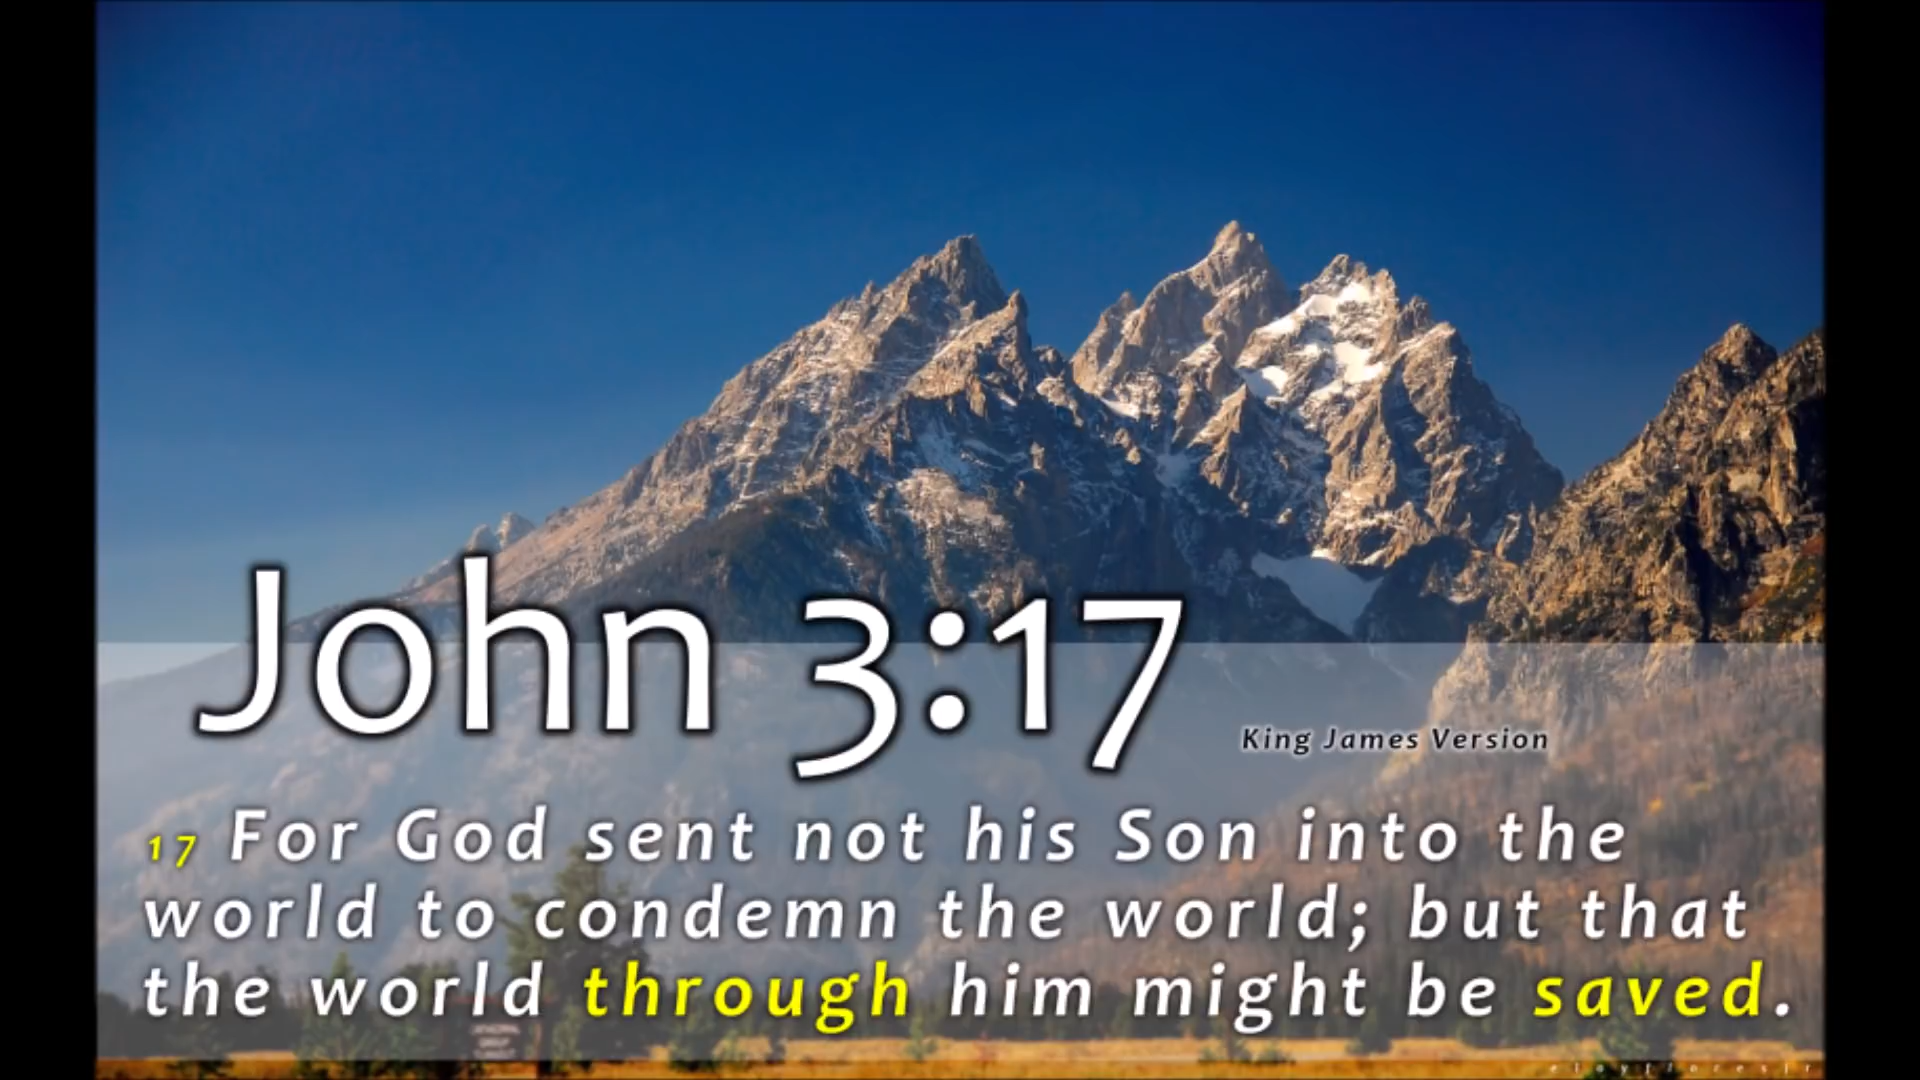 John 3:17
King James Version
17 For God sent not his Son into the
world to condemn the world; but that
the world through him might be saved.
eloyfloresjr